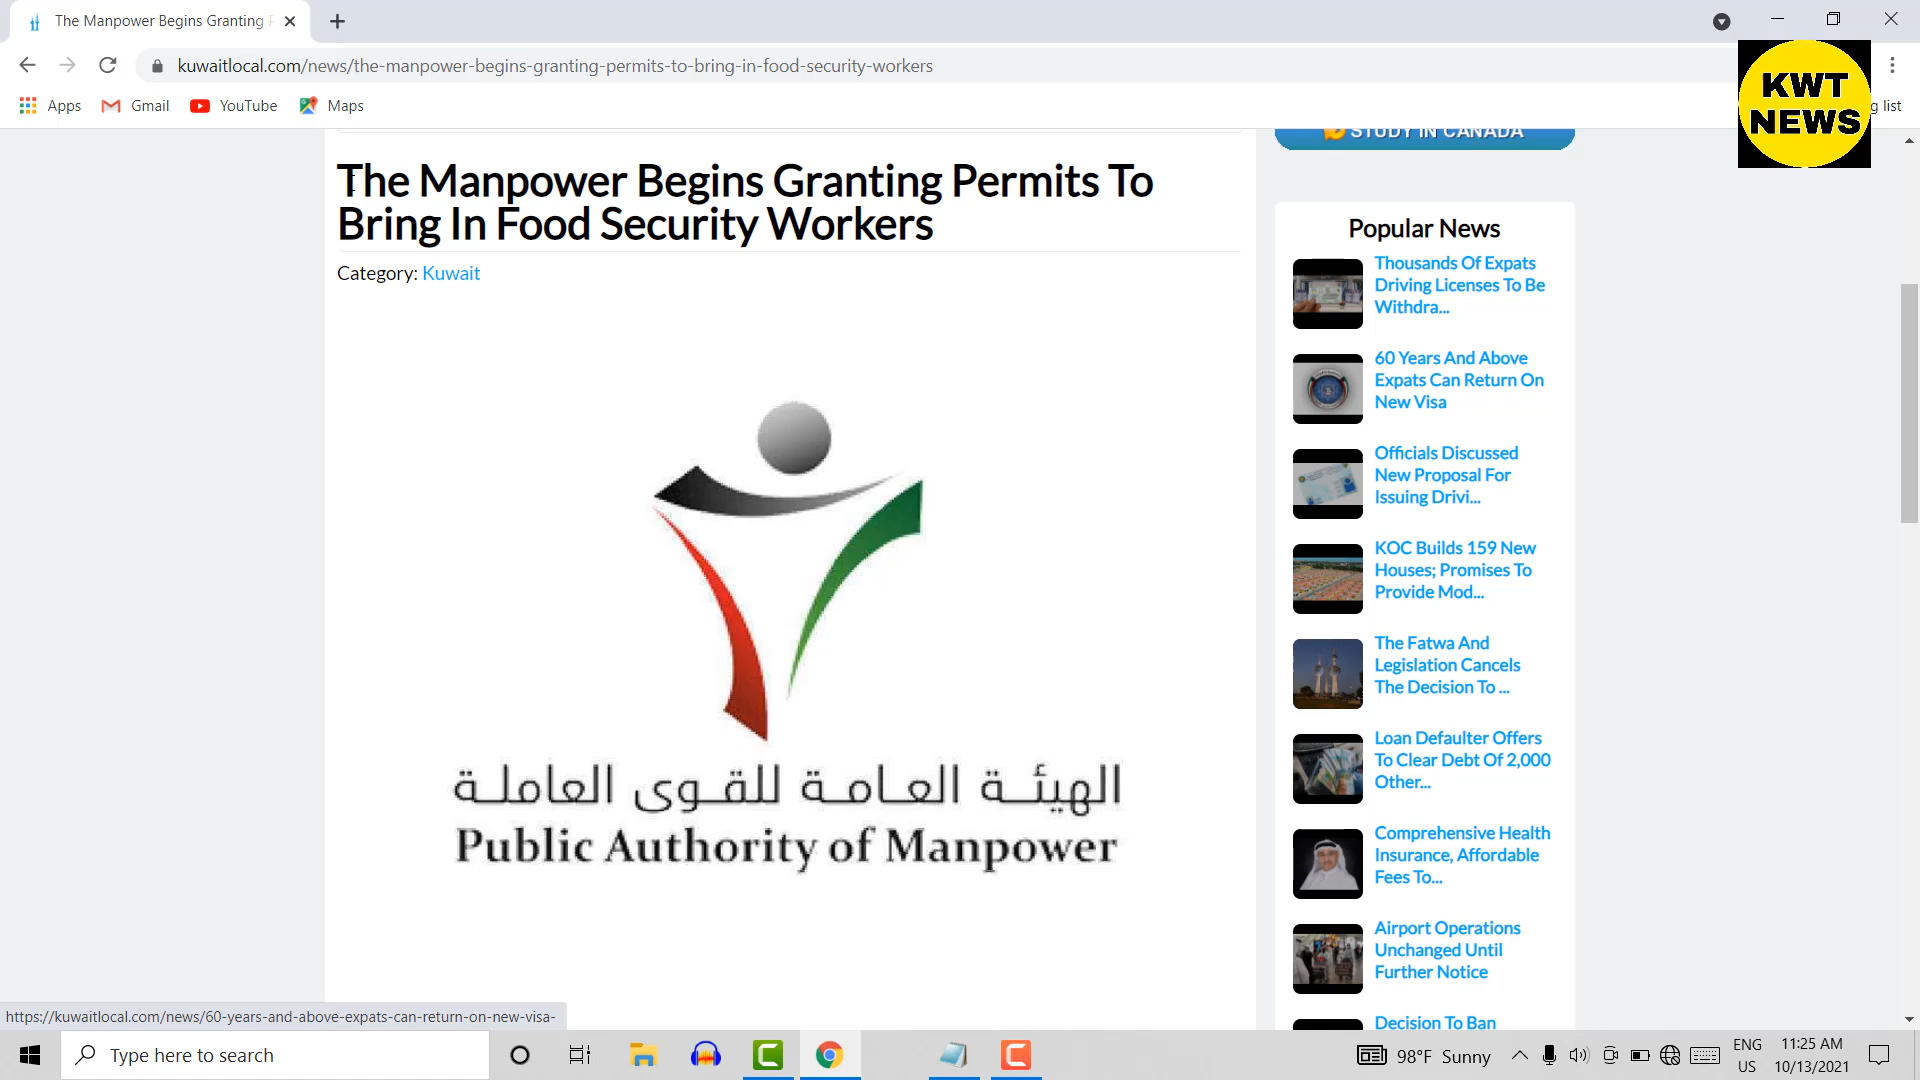 The Manpower Begins Granting P
kuwaitlocal.com/news/the-manpower-begins-granting-permits-to-bring-in-food-security-workers
Apps Gmail YouTube Maps
g list
KWT
NEWS
STUDY IN CANADA
The Manpower Begins Granting Permits To
Bring In Food Security Workers
Category: Kuwait
الهيئة العامة للقوى العاملة
Public Authority of Manpower
Popular News
Thousands Of Expats
Driving Licenses To Be
Withdra...
60 Years And Above
Expats Can Return On
New Visa
Officials Discussed
New Proposal For
Issuing Drivi...
KOC Builds 159 New
Houses; Promises To
Provide Mod...
The Fatwa And
Legislation Cancels
The Decision To ...
Loan Defaulter Offers
To Clear Debt Of 2,000
Other...
Comprehensive Health
Insurance, Affordable
Fees To...
Airport Operations
Unchanged Until
Further Notice
Decision To Ban
https://kuwaitlocal.com/news/60-years-and-above-expats-can-return-on-new-visa-
Type here to search
98°F Sunny
ENG
US
11:25 AM
10/13/2021